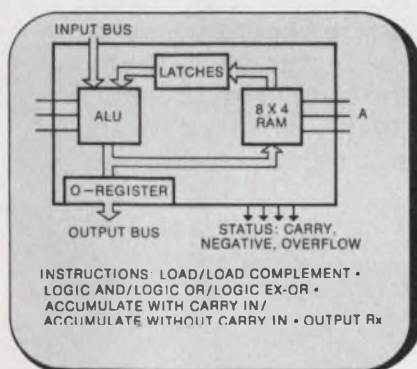 INPUT BUS
LATCHES
ALU
8 X 4
RAM
A
O-REGISTER
OUTPUT BUS
STATUS: CARRY,
NEGATIVE, OVERFLOW
INSTRUCTIONS: LOAD/LOAD COMPLEMENT •
LOGIC AND/LOGIC OR/LOGIC EX-OR •
ACCUMULATE WITH CARRY IN/
ACCUMULATE WITHOUT CARRY IN • OUTPUT Rx